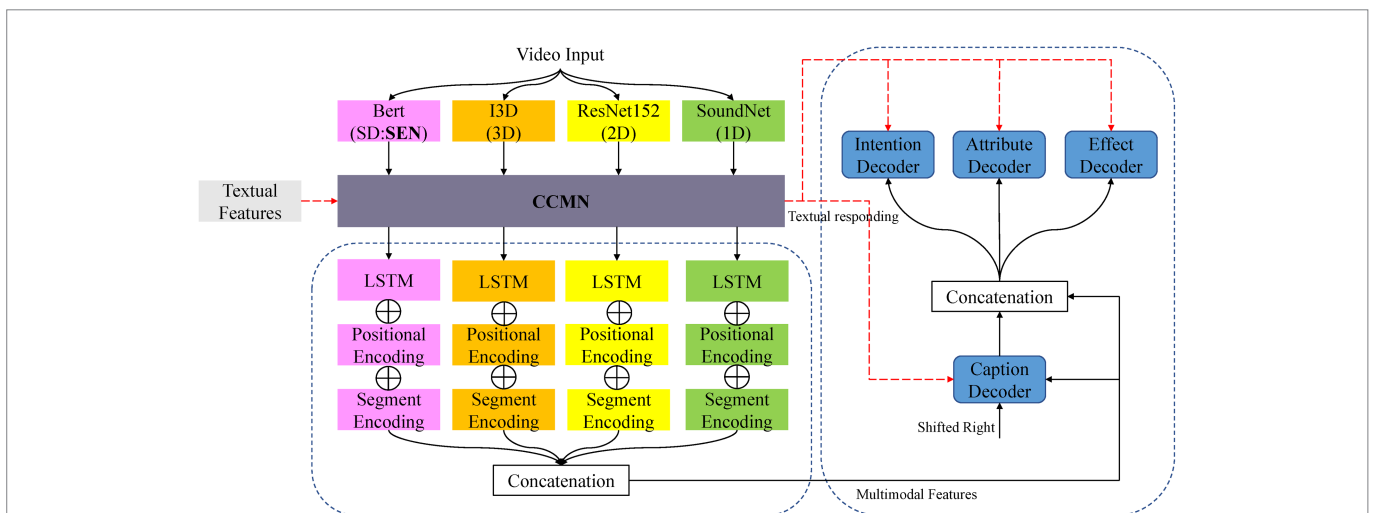 Video Input
Bert
(SD:SEN)
I3D
(3D)
ResNet152
(2D)
SoundNet
(1D)
Textual
Features
CCMN
Textual responding
LSTM
LSTM
LSTM
LSTM
Positional
Encoding
Positional
Encoding
Positional
Encoding
Positional
Encoding
Segment
Encoding
Segment
Encoding
Segment
Encoding
Segment
Encoding
Concatenation
Intention
Decoder
Attribute
Decoder
Effect
Decoder
Concatenation
Caption
Decoder
Shifted Right
Multimodal Features